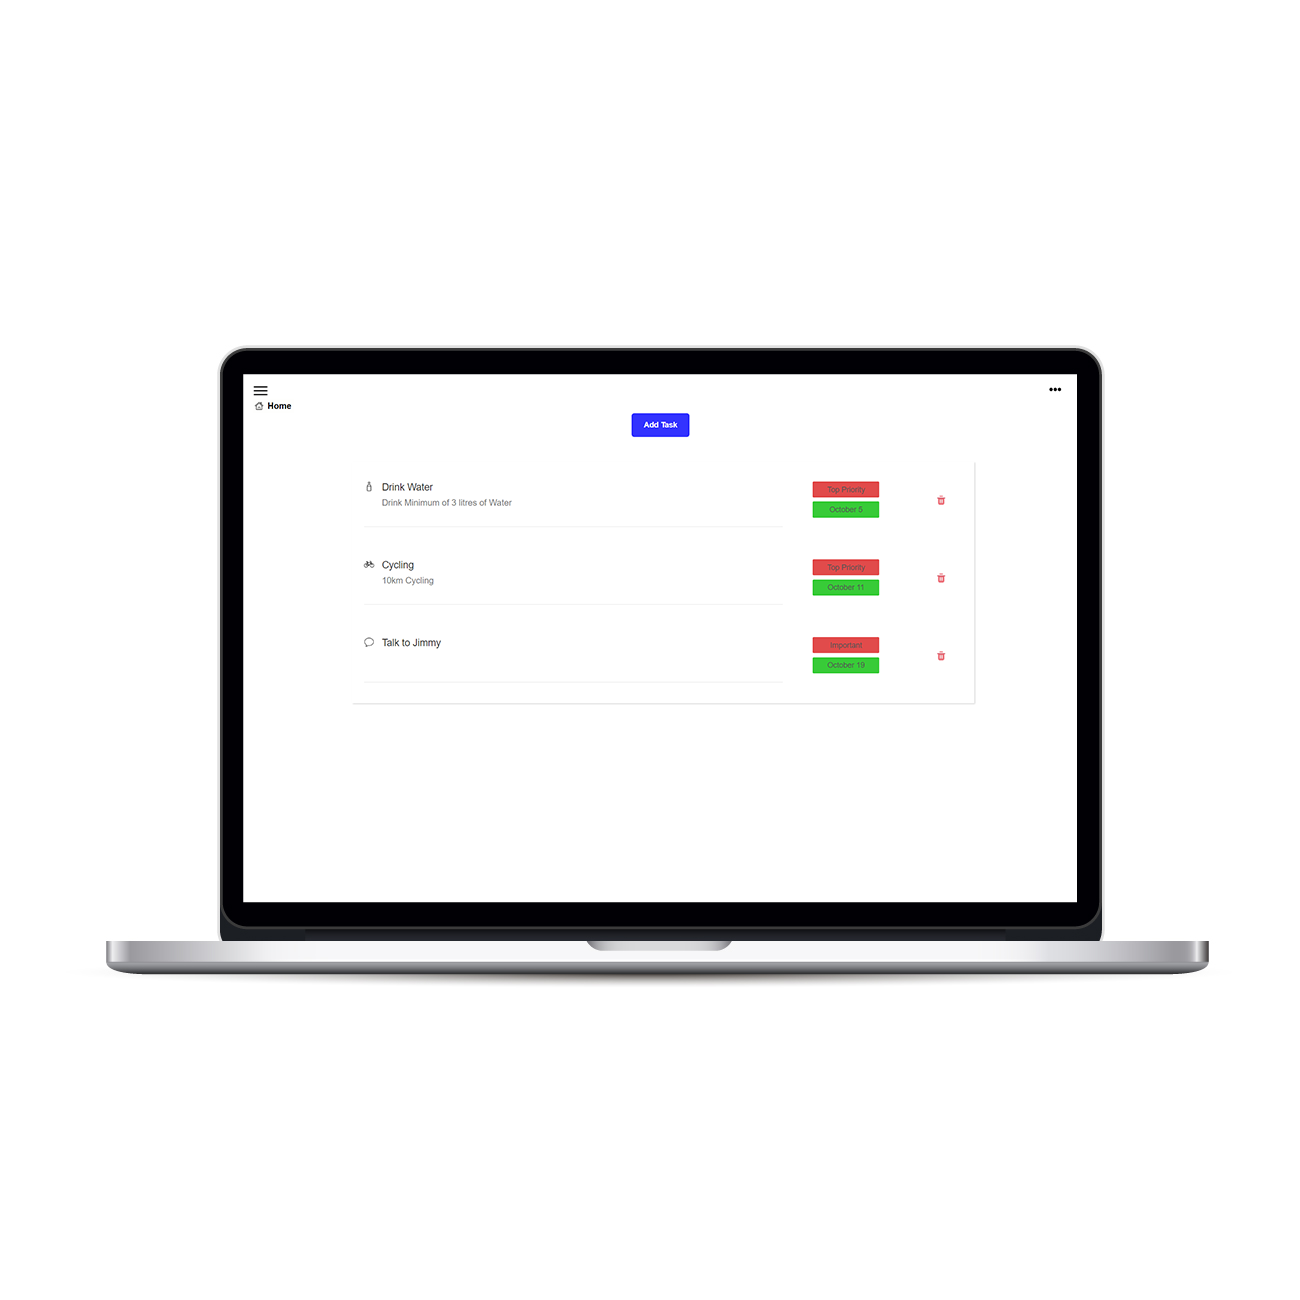 Home
Add Task
Drink Water
Drink Minimum of 3 litres of Water
Top Priority
October 5
Cycling
10km Cycling
Top Priority
October 11
Talk to Jimmy
Important
October 19